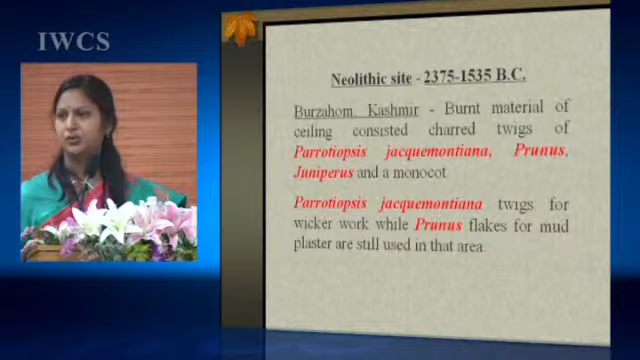 IWCS
Neolithic site - 2375-1535 B.C.
Burzahom, Kashmir - Burnt material of
ceiling consisted charred twigs of
Parrotiopsis jacquemontiana, Prunus,
Juniperus and a monocot.
Parrotiopsis jacquemontiana twigs for
wicker work while Prunus flakes for mud
plaster are still used in that area.